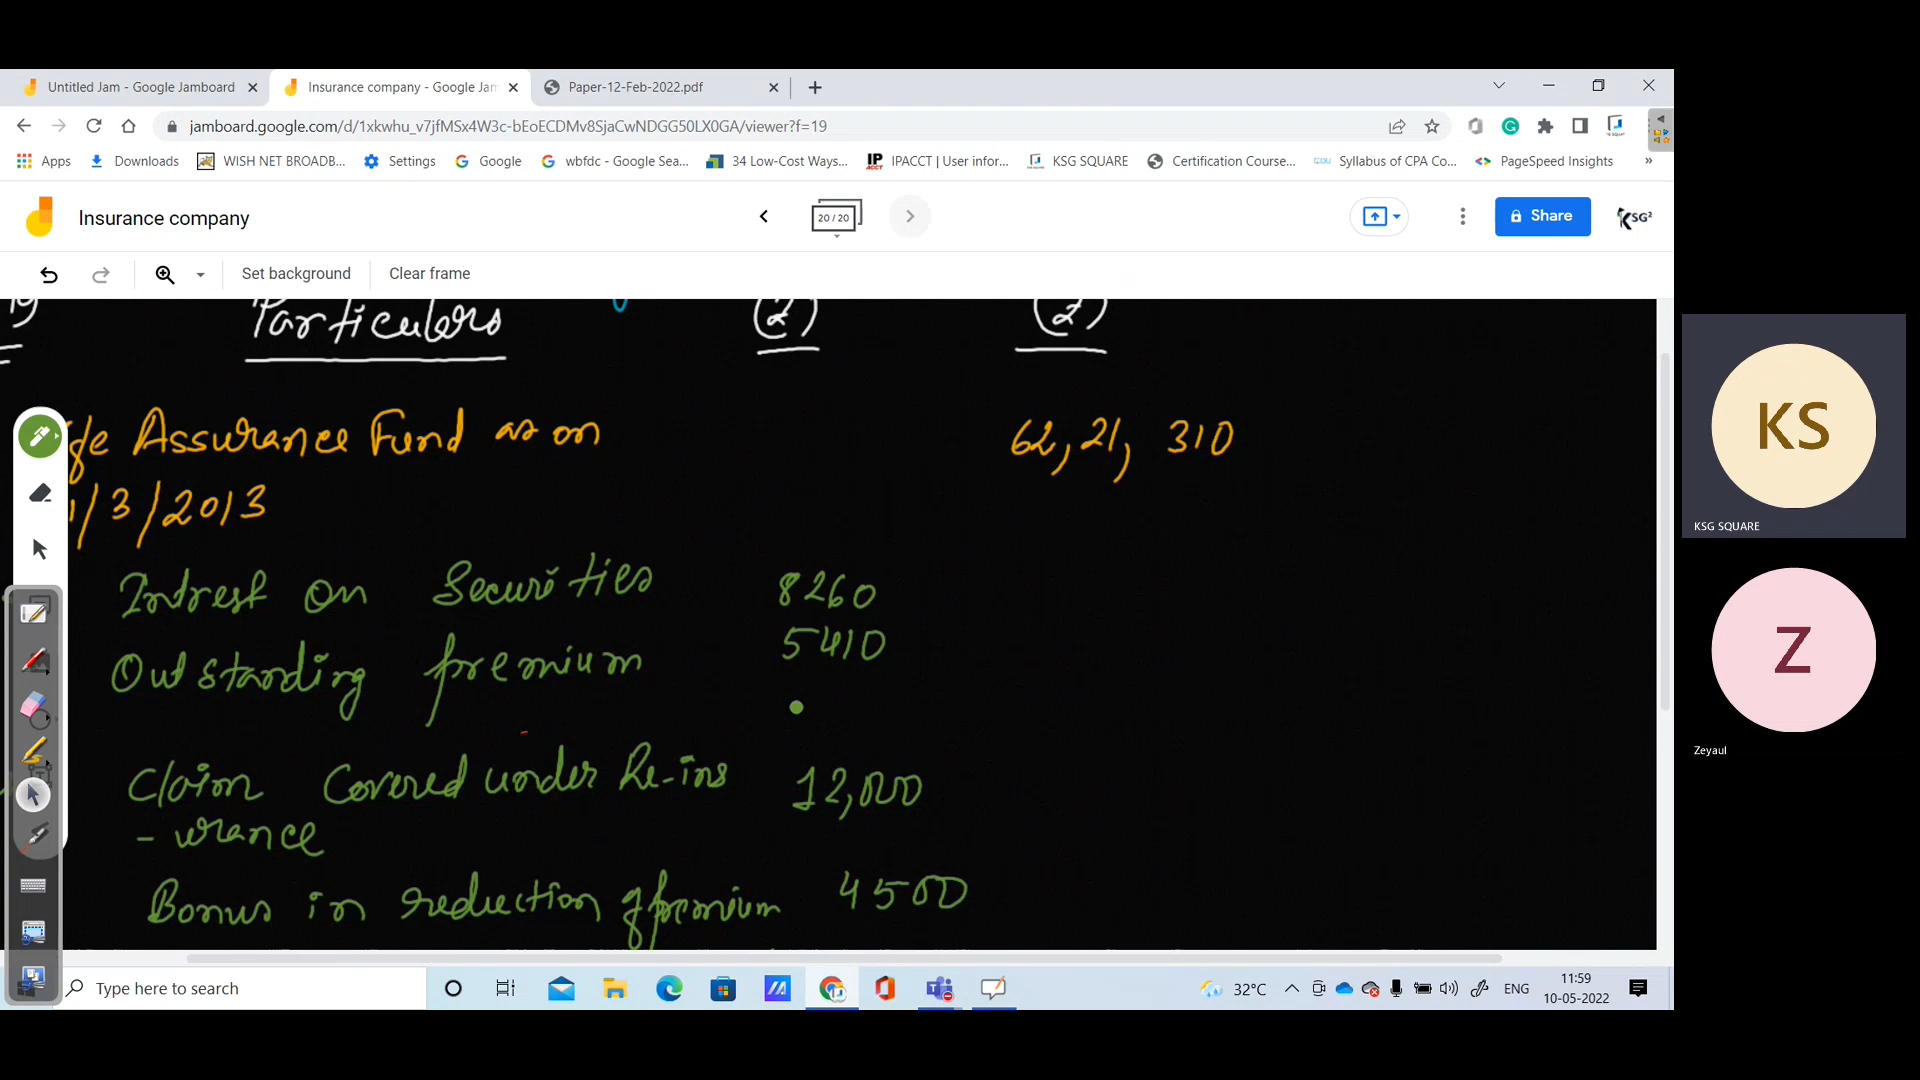 Untitled Jam - Google Jamboard
Insurance company - Google Jam
Paper-12-Feb-2022.pdf
jamboard.google.com/d/1xkwhu_v7jfMSx4W3c-bEoECDMv8SjaCwNDGG50LX0GA/viewer?f=19
Apps Downloads WISH NET BROADB... Settings Google wbfdc - Google Sea... 34 Low-Cost Ways... IPACCT | User infor... KSG SQUARE Certification Course... Syllabus of CPA Co... PageSpeed Insights »
Insurance company
20 / 20
Share
KSG²
Set background Clear frame
Particulers (₹) (₹)
fe Assurance Fund as on 62,21, 310
1/3/2013
Intrest on Securities 8260
Outstanding premium 5410
Claim Covered under Re-ins 12,000
- urance
Bonus in reduction of premium 4500
KS
KSG SQUARE
Z
Zeyaul
Type here to search
32°C
ENG
11:59
10-05-2022